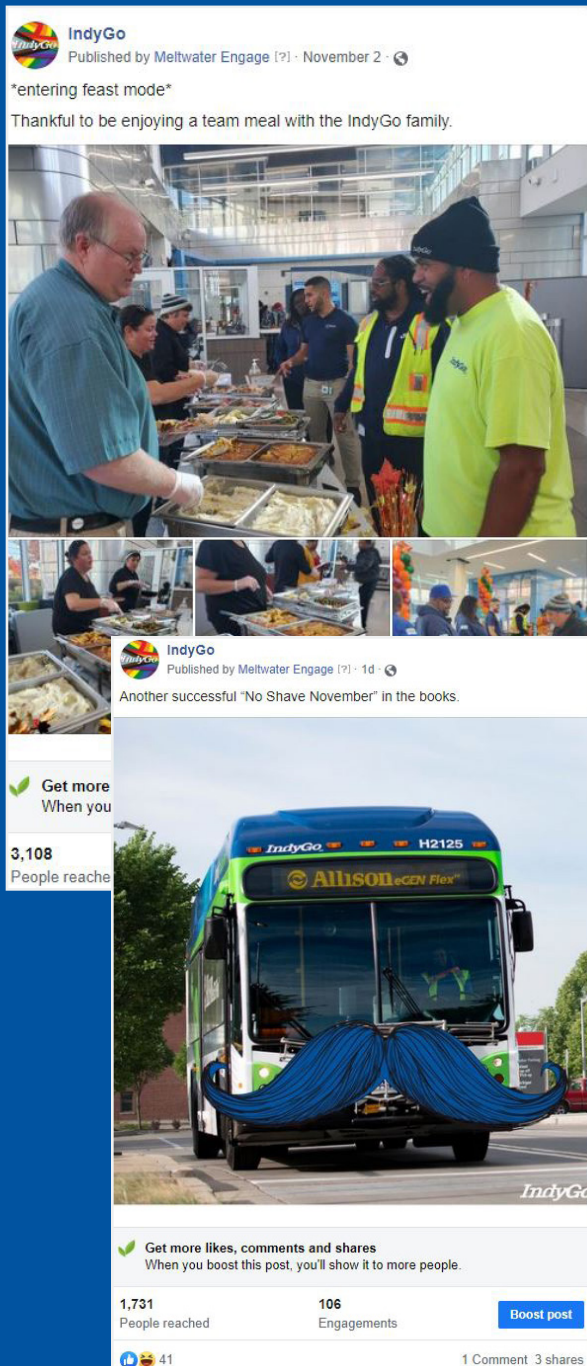 IndyGo
Published by Meltwater Engage [?] · November 2 ·
*entering feast mode*
Thankful to be enjoying a team meal with the IndyGo family.
IndyGo
IndyGo
Get more
When you
3,108
People reache
IndyGo
Published by Meltwater Engage [?] · 1d ·
Another successful “No Shave November” in the books.
IndyGo
H2125
Allison eGEN Flex™
IndyGo
Get more likes, comments and shares
When you boost this post, you'll show it to more people.
1,731
People reached
106
Engagements
Boost post
41
1 Comment 3 shares